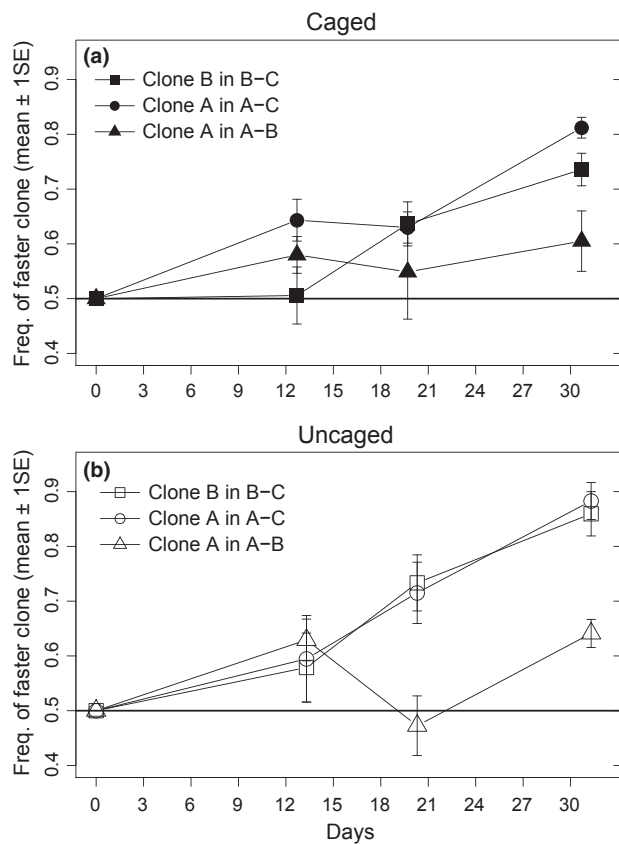 Caged
(a)
Clone B in B−C
Clone A in A−C
Clone A in A−B
Freq. of faster clone (mean ± 1SE)
0.9
0.8
0.7
0.6
0.5
0.4
0 3 6 9 12 15 18 21 24 27 30
Uncaged
(b)
Clone B in B−C
Clone A in A−C
Clone A in A−B
Freq. of faster clone (mean ± 1SE)
0.9
0.8
0.7
0.6
0.5
0.4
0 3 6 9 12 15 18 21 24 27 30
Days